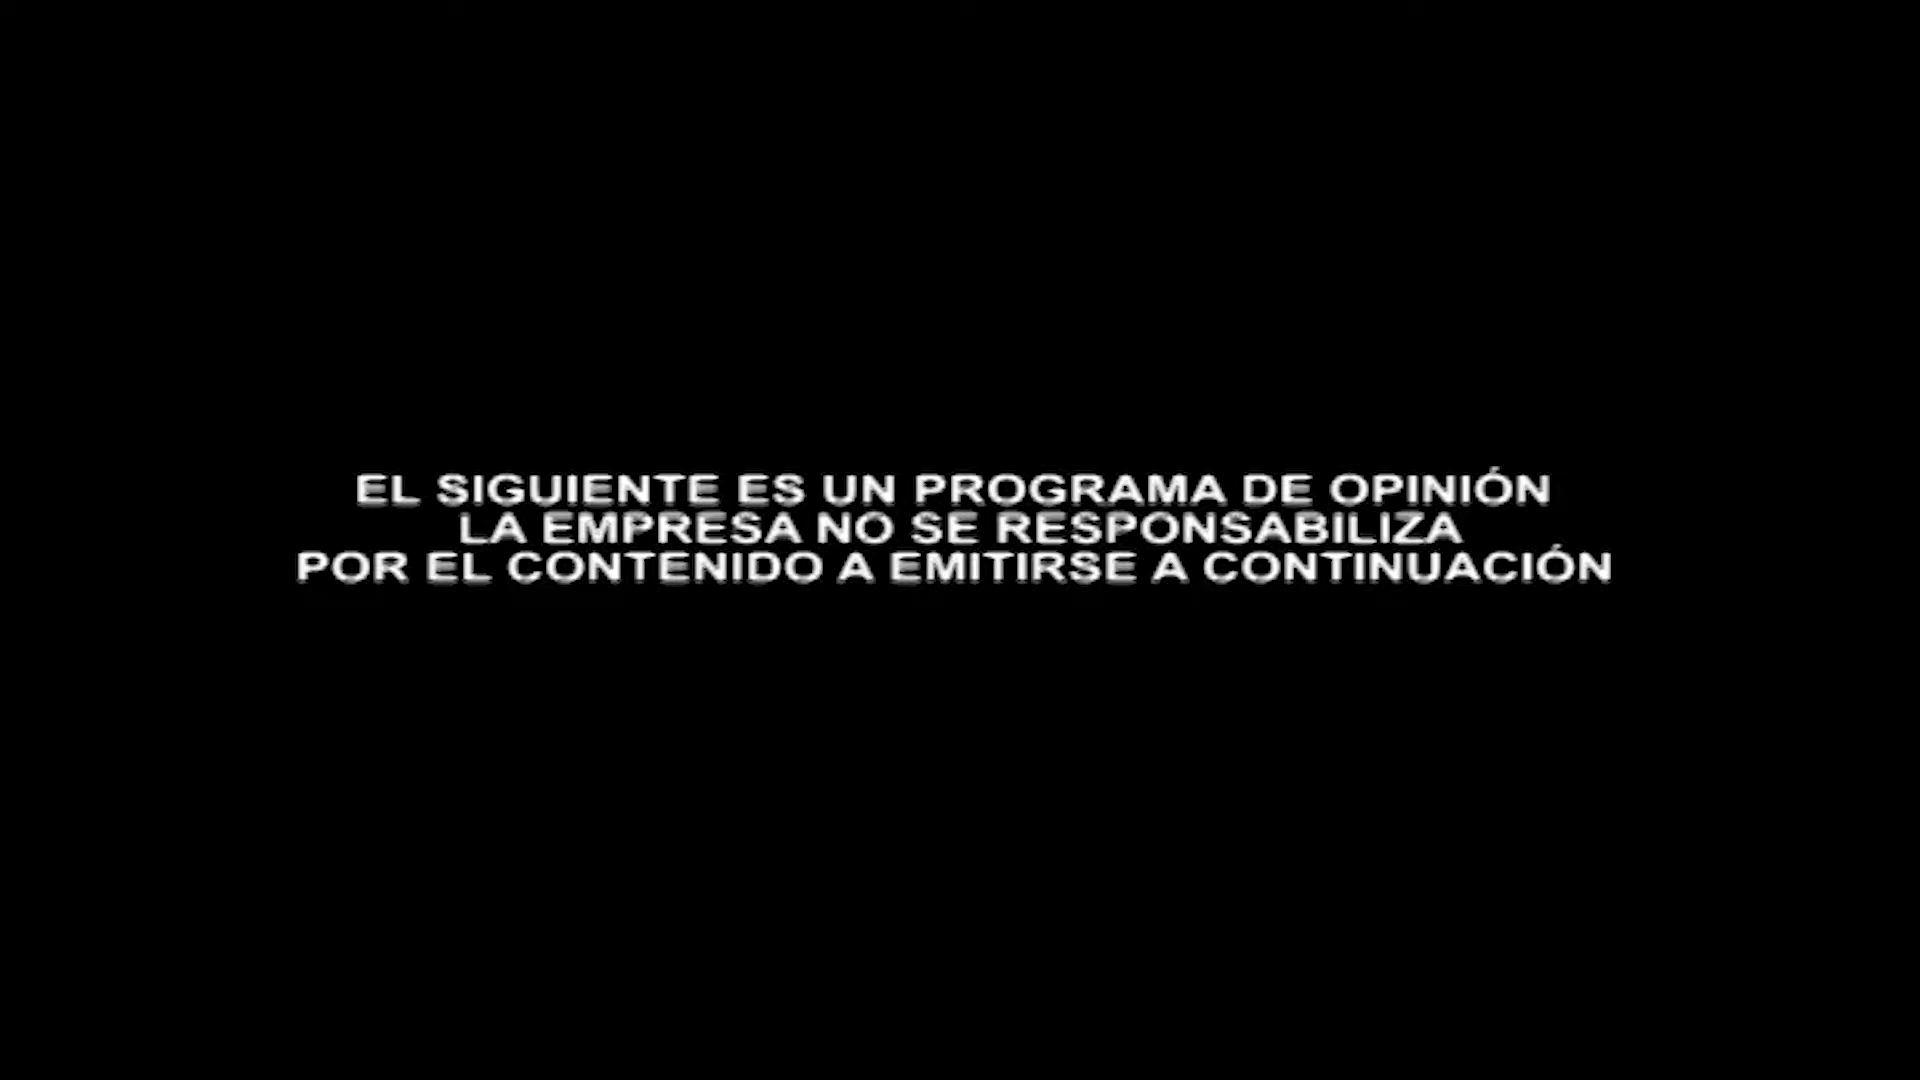 EL SIGUIENTE ES UN PROGRAMA DE OPINIÓN
LA EMPRESA NO SE RESPONSABILIZA
POR EL CONTENIDO A EMITIRSE A CONTINUACIÓN